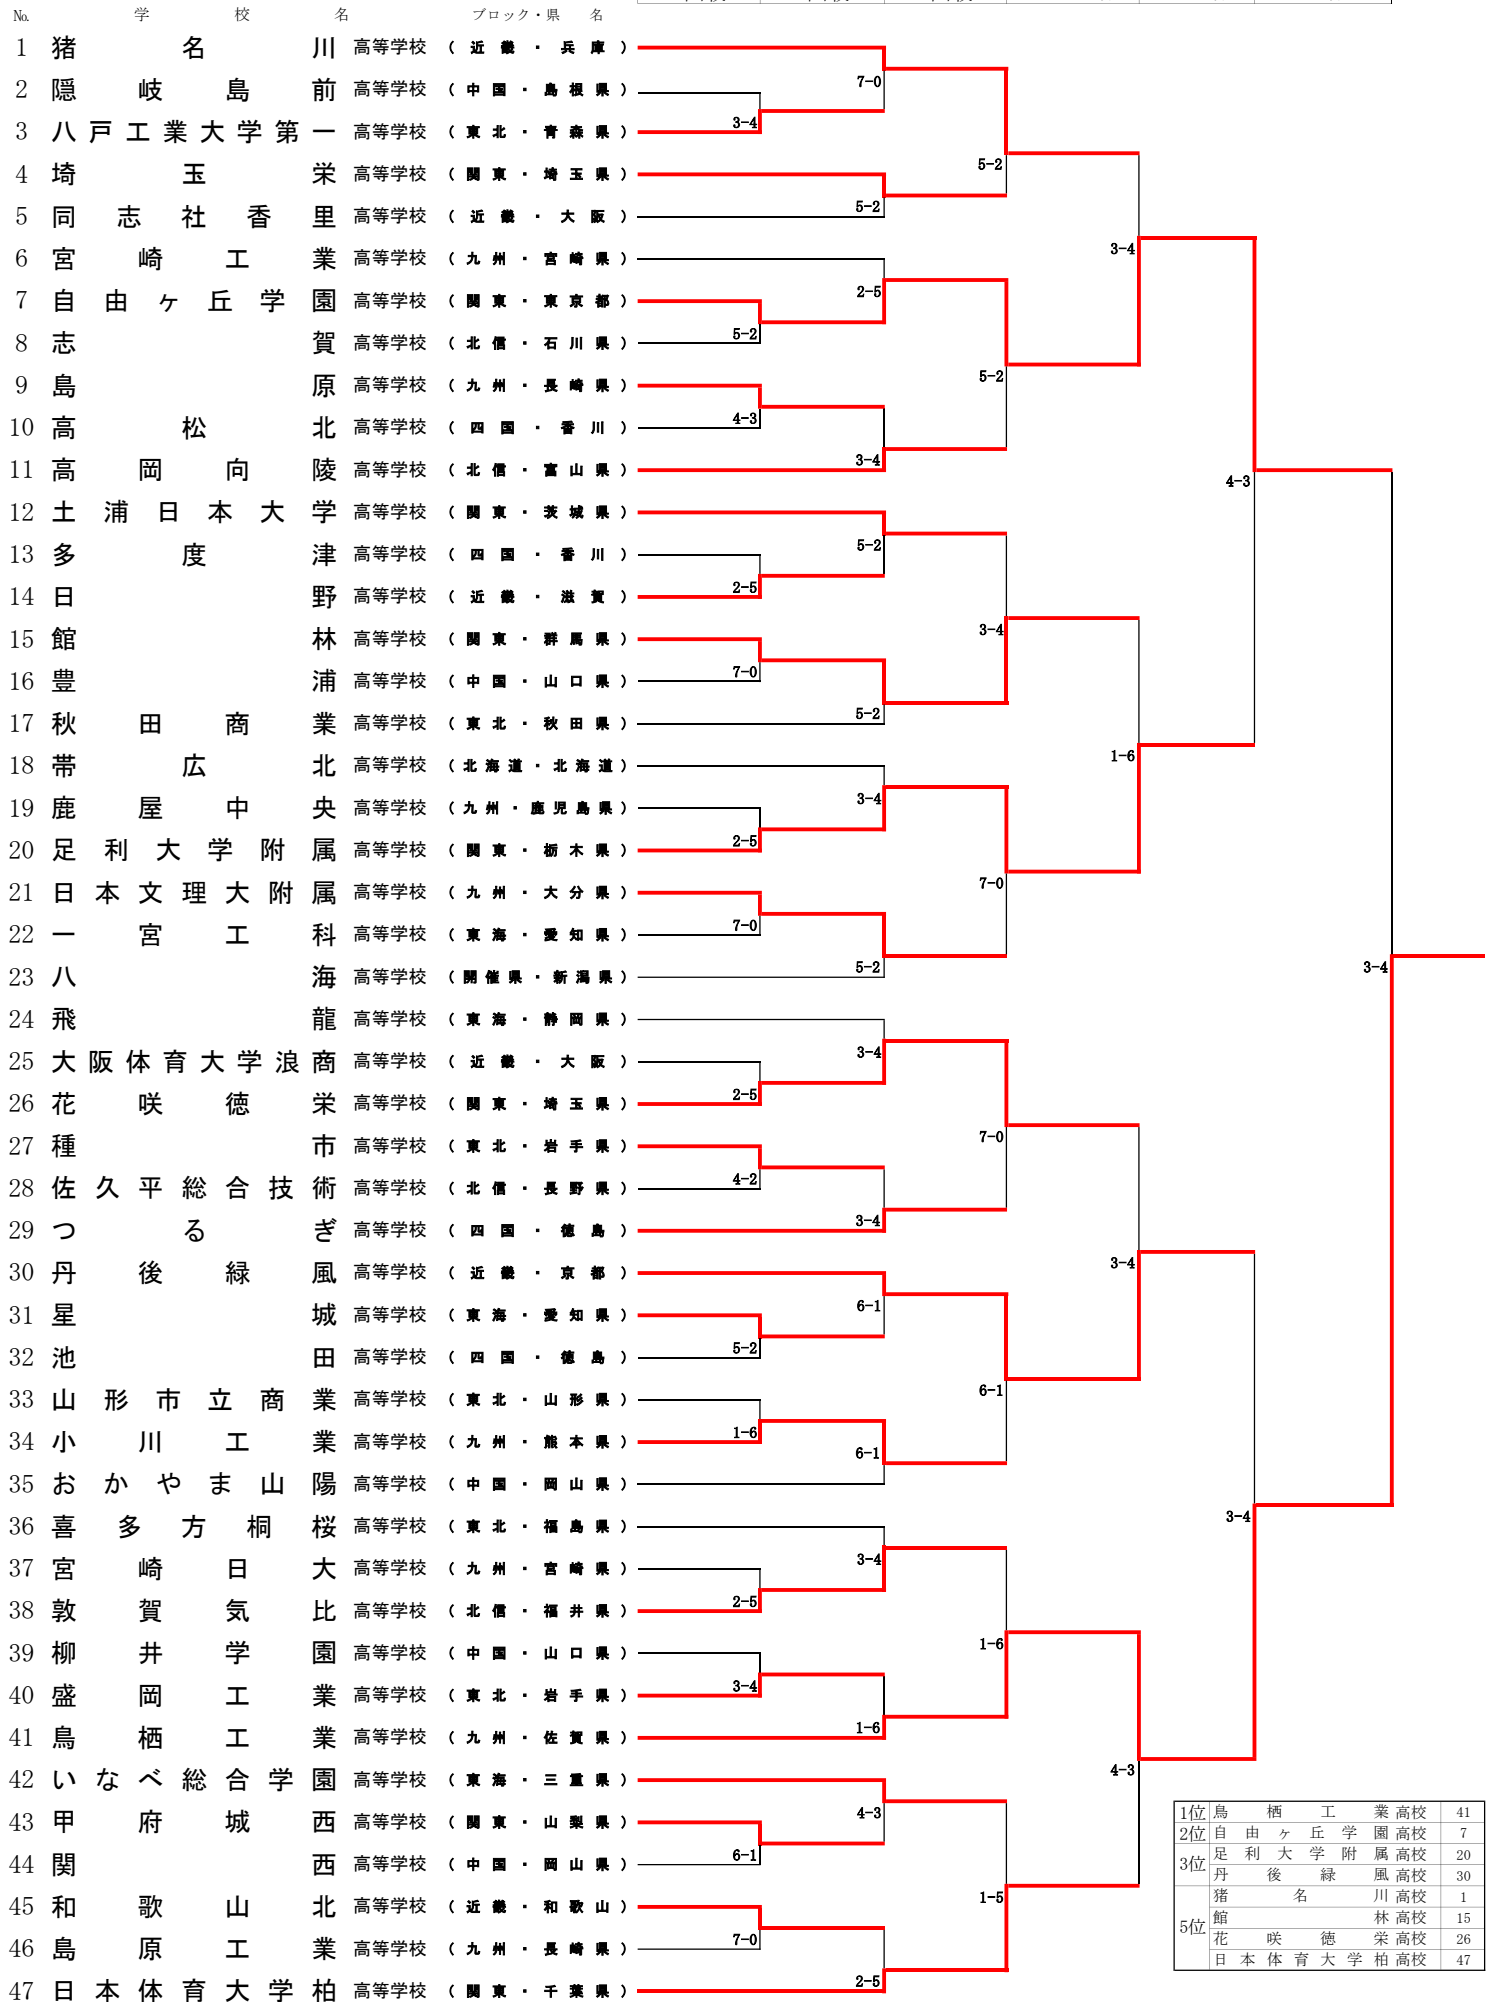 № 学校名 ブロック・県名
1 猪名川 高等学校 (近畿・兵庫)
7-0
2 隠岐島前 高等学校 (中国・島根県)
3-4
3 八戸工業大学第一 高等学校 (東北・青森県)
5-2
4 埼玉栄 高等学校 (関東・埼玉県)
5-2
5 同志社香里 高等学校 (近畿・大阪)
3-4
6 宮崎工業 高等学校 (九州・宮崎県)
2-5
7 自由ヶ丘学園 高等学校 (関東・東京都)
5-2
8 志賀 高等学校 (北信・石川県)
5-2
9 島原 高等学校 (九州・長崎県)
4-3
10 高松北 高等学校 (四国・香川)
3-4
11 高岡向陵 高等学校 (北信・富山県)
4-3
12 土浦日本大学 高等学校 (関東・茨城県)
5-2
13 多度津 高等学校 (四国・香川)
2-5
14 日野 高等学校 (近畿・滋賀)
3-4
15 館林 高等学校 (関東・群馬県)
7-0
16 豊浦 高等学校 (中国・山口県)
5-2
17 秋田商業 高等学校 (東北・秋田県)
1-6
18 帯広北 高等学校 (北海道・北海道)
3-4
19 鹿屋中央 高等学校 (九州・鹿児島県)
2-5
20 足利大学附属 高等学校 (関東・栃木県)
7-0
21 日本文理大附属 高等学校 (九州・大分県)
7-0
22 一宮工科 高等学校 (東海・愛知県)
5-2
3-4
23 八海 高等学校 (開催県・新潟県)
24 飛龍 高等学校 (東海・静岡県)
3-4
25 大阪体育大学浪商 高等学校 (近畿・大阪)
2-5
26 花咲徳栄 高等学校 (関東・埼玉県)
7-0
27 種市 高等学校 (東北・岩手県)
4-2
28 佐久平総合技術 高等学校 (北信・長野県)
3-4
29 つるぎ 高等学校 (四国・徳島)
3-4
30 丹後緑風 高等学校 (近畿・京都)
6-1
31 星城 高等学校 (東海・愛知県)
5-2
32 池田 高等学校 (四国・徳島)
6-1
33 山形市立商業 高等学校 (東北・山形県)
1-6
34 小川工業 高等学校 (九州・熊本県)
6-1
35 おかやま山陽 高等学校 (中国・岡山県)
3-4
36 喜多方桐桜 高等学校 (東北・福島県)
3-4
37 宮崎日大 高等学校 (九州・宮崎県)
2-5
38 敦賀気比 高等学校 (北信・福井県)
1-6
39 柳井学園 高等学校 (中国・山口県)
3-4
40 盛岡工業 高等学校 (東北・岩手県)
1-6
41 鳥栖工業 高等学校 (九州・佐賀県)
4-3
42 いなべ総合学園 高等学校 (東海・三重県)
4-3
43 甲府城西 高等学校 (関東・山梨県)
6-1
44 関西 高等学校 (中国・岡山県)
1-5
45 和歌山北 高等学校 (近畿・和歌山)
7-0
46 島原工業 高等学校 (九州・長崎県)
2-5
47 日本体育大学柏 高等学校 (関東・千葉県)
1位 鳥栖工業 高校 41
2位 自由ヶ丘学園 高校 7
3位 足利大学附属 高校 20
丹後緑風 高校 30
5位 猪名川 高校 1
館林 高校 15
花咲徳栄 高校 26
日本体育大学柏 高校 47